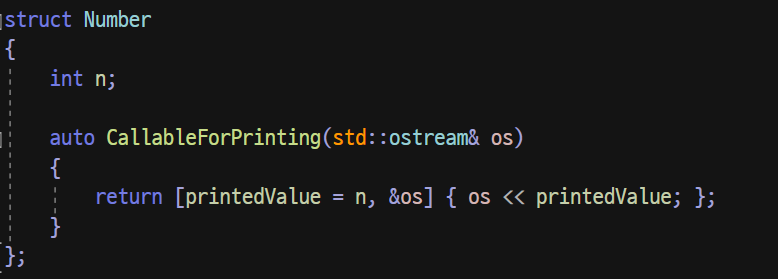 struct Number
{
    int n;

    auto CallableForPrinting(std::ostream& os)
    {
        return [printedValue = n, &os] { os << printedValue; };
    }
};